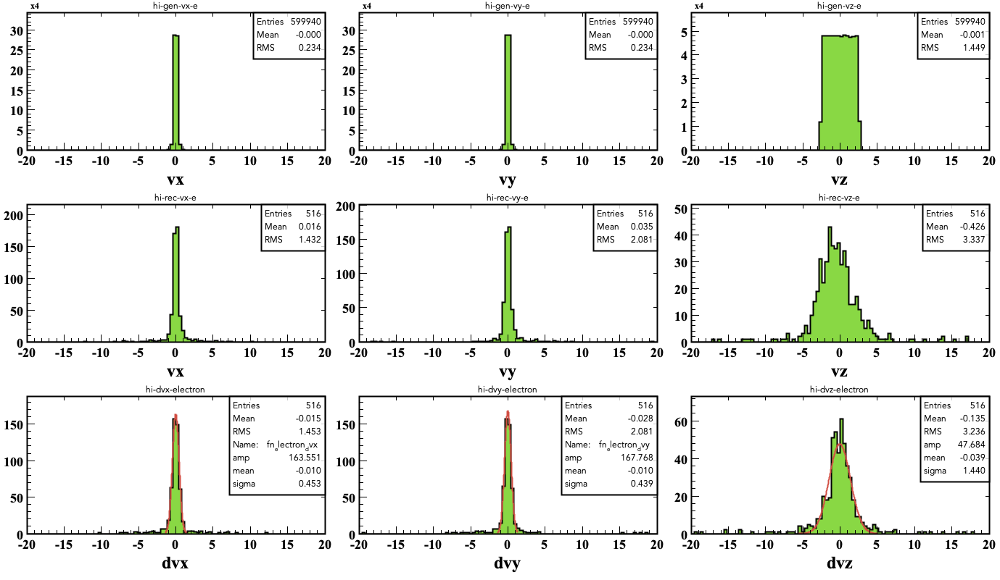 hi-gen-vx-e
x4
Entries 599940
Mean -0.000
RMS 0.234
30
25
20
15
10
5
0
-20 -15 -10 -5 0 5 10 15 20
vx
hi-gen-vy-e
x4
Entries 599940
Mean -0.000
RMS 0.234
30
25
20
15
10
5
0
-20 -15 -10 -5 0 5 10 15 20
vy
hi-gen-vz-e
x4
Entries 599940
Mean -0.001
RMS 1.449
5
4
3
2
1
0
-20 -15 -10 -5 0 5 10 15 20
vz
hi-rec-vx-e
Entries 516
Mean 0.016
RMS 1.432
200
150
100
50
0
-20 -15 -10 -5 0 5 10 15 20
vx
hi-rec-vy-e
Entries 516
Mean 0.035
RMS 2.081
200
150
100
50
0
-20 -15 -10 -5 0 5 10 15 20
vy
hi-rec-vz-e
Entries 516
Mean -0.426
RMS 3.337
50
40
30
20
10
0
-20 -15 -10 -5 0 5 10 15 20
vz
hi-dvx-electron
Entries 516
Mean -0.015
RMS 1.453
Name: fn_electron_dvx
amp 163.551
mean -0.010
sigma 0.453
150
100
50
0
-20 -15 -10 -5 0 5 10 15 20
dvx
hi-dvy-electron
Entries 516
Mean -0.028
RMS 2.081
Name: fn_electron_dvy
amp 167.768
mean -0.010
sigma 0.439
150
100
50
0
-20 -15 -10 -5 0 5 10 15 20
dvy
hi-dvz-electron
Entries 516
Mean -0.135
RMS 3.236
amp 47.684
mean -0.039
sigma 1.440
60
40
20
0
-20 -15 -10 -5 0 5 10 15 20
dvz